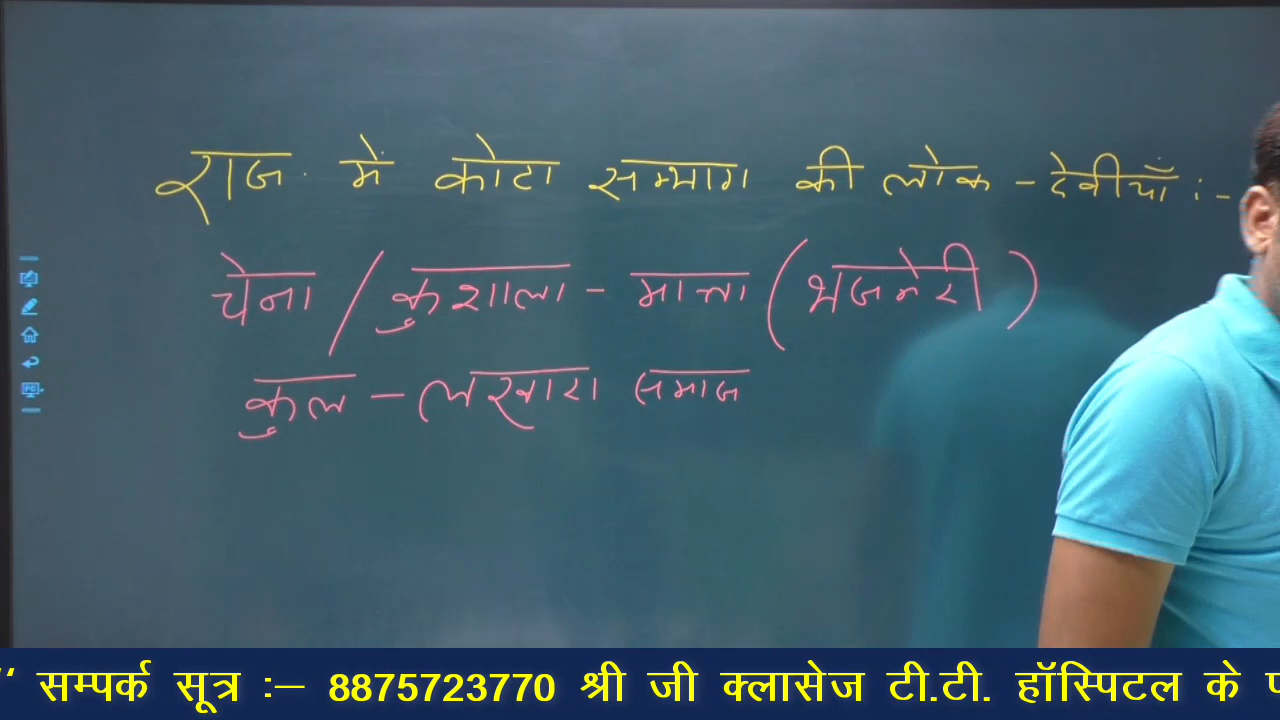 राज. में कोटा सम्भाग की लोक - देवीयाँ :-
चेना / कुशाला - माता (भजनेरी)
कुल - लखारा समाज
" सम्पर्क सूत्र :– 8875723770 श्री जी क्लासेज टी.टी. हॉस्पिटल के